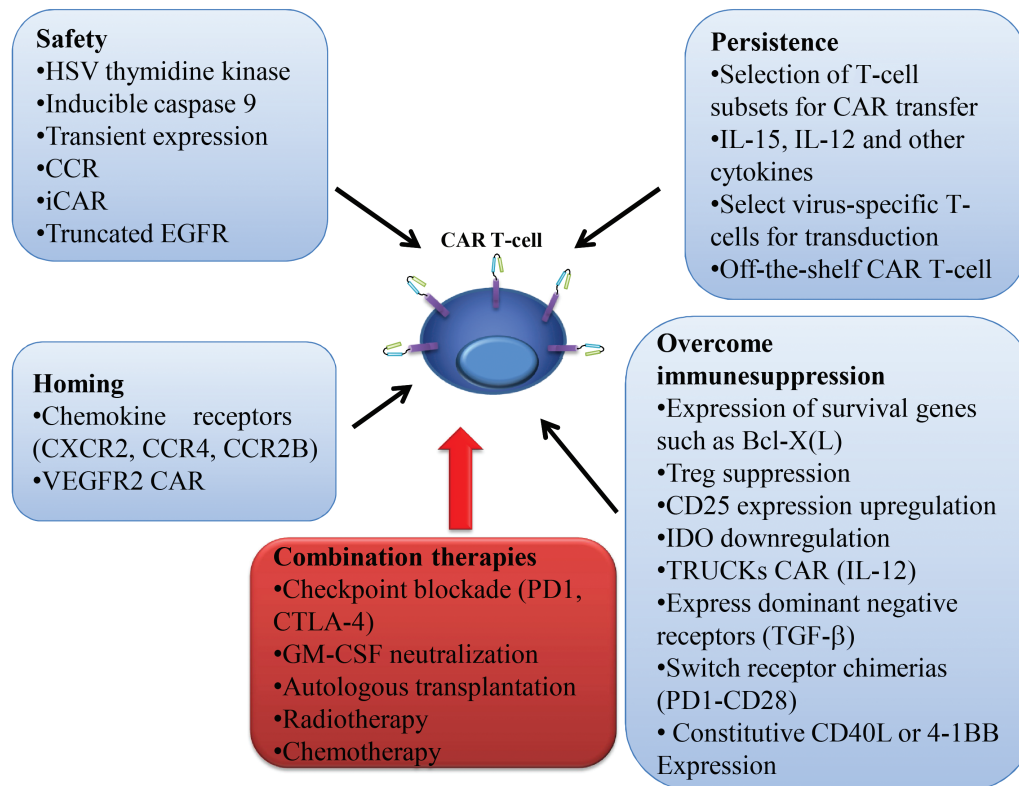 Safety
•HSV thymidine kinase
•Inducible caspase 9
•Transient expression
•CCR
•iCAR
•Truncated EGFR
Persistence
•Selection of T-cell
subsets for CAR transfer
•IL-15, IL-12 and other
cytokines
•Select virus-specific T-
cells for transduction
•Off-the-shelf CAR T-cell
CAR T-cell
Homing
•Chemokine receptors
(CXCR2, CCR4, CCR2B)
•VEGFR2 CAR
Overcome
immunesuppression
•Expression of survival genes
such as Bcl-X(L)
•Treg suppression
•CD25 expression upregulation
•IDO downregulation
•TRUCKs CAR (IL-12)
•Express dominant negative
receptors (TGF-β)
•Switch receptor chimerias
(PD1-CD28)
• Constitutive CD40L or 4-1BB
Expression
Combination therapies
•Checkpoint blockade (PD1,
CTLA-4)
•GM-CSF neutralization
•Autologous transplantation
•Radiotherapy
•Chemotherapy